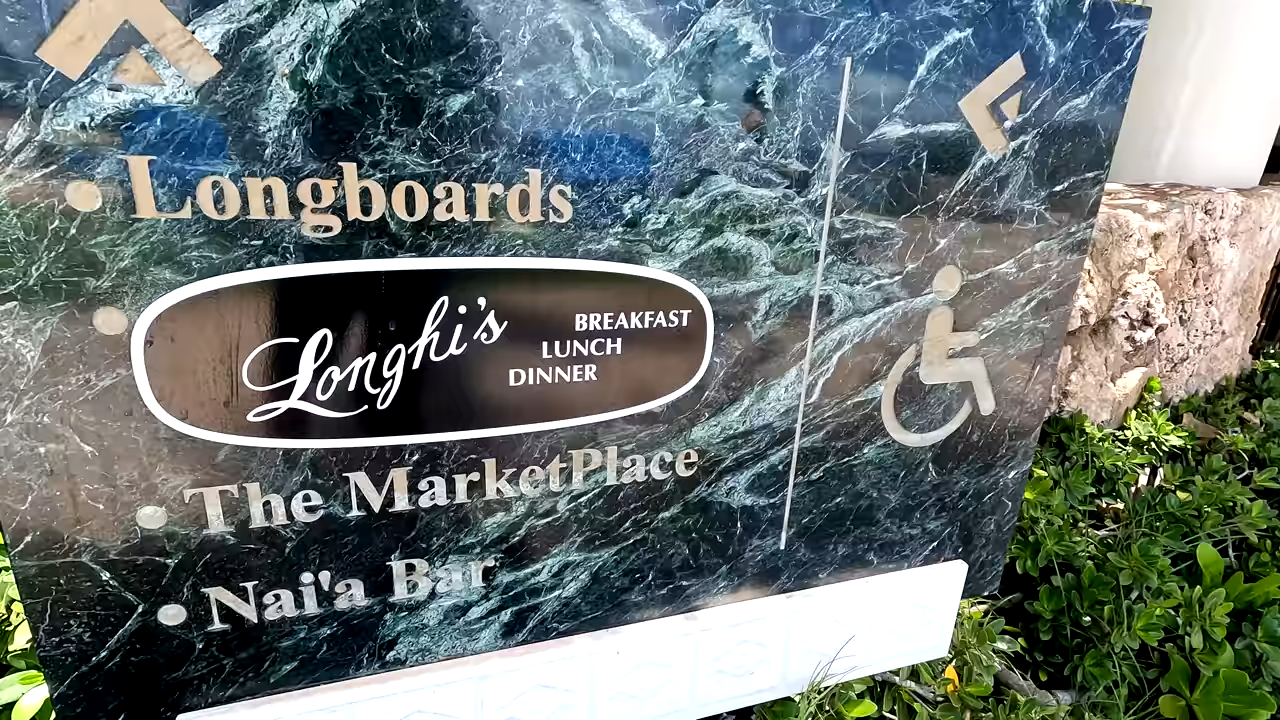 • Longboards
• Longhi's
BREAKFAST
LUNCH
DINNER
• The MarketPlace
• Nai'a Bar